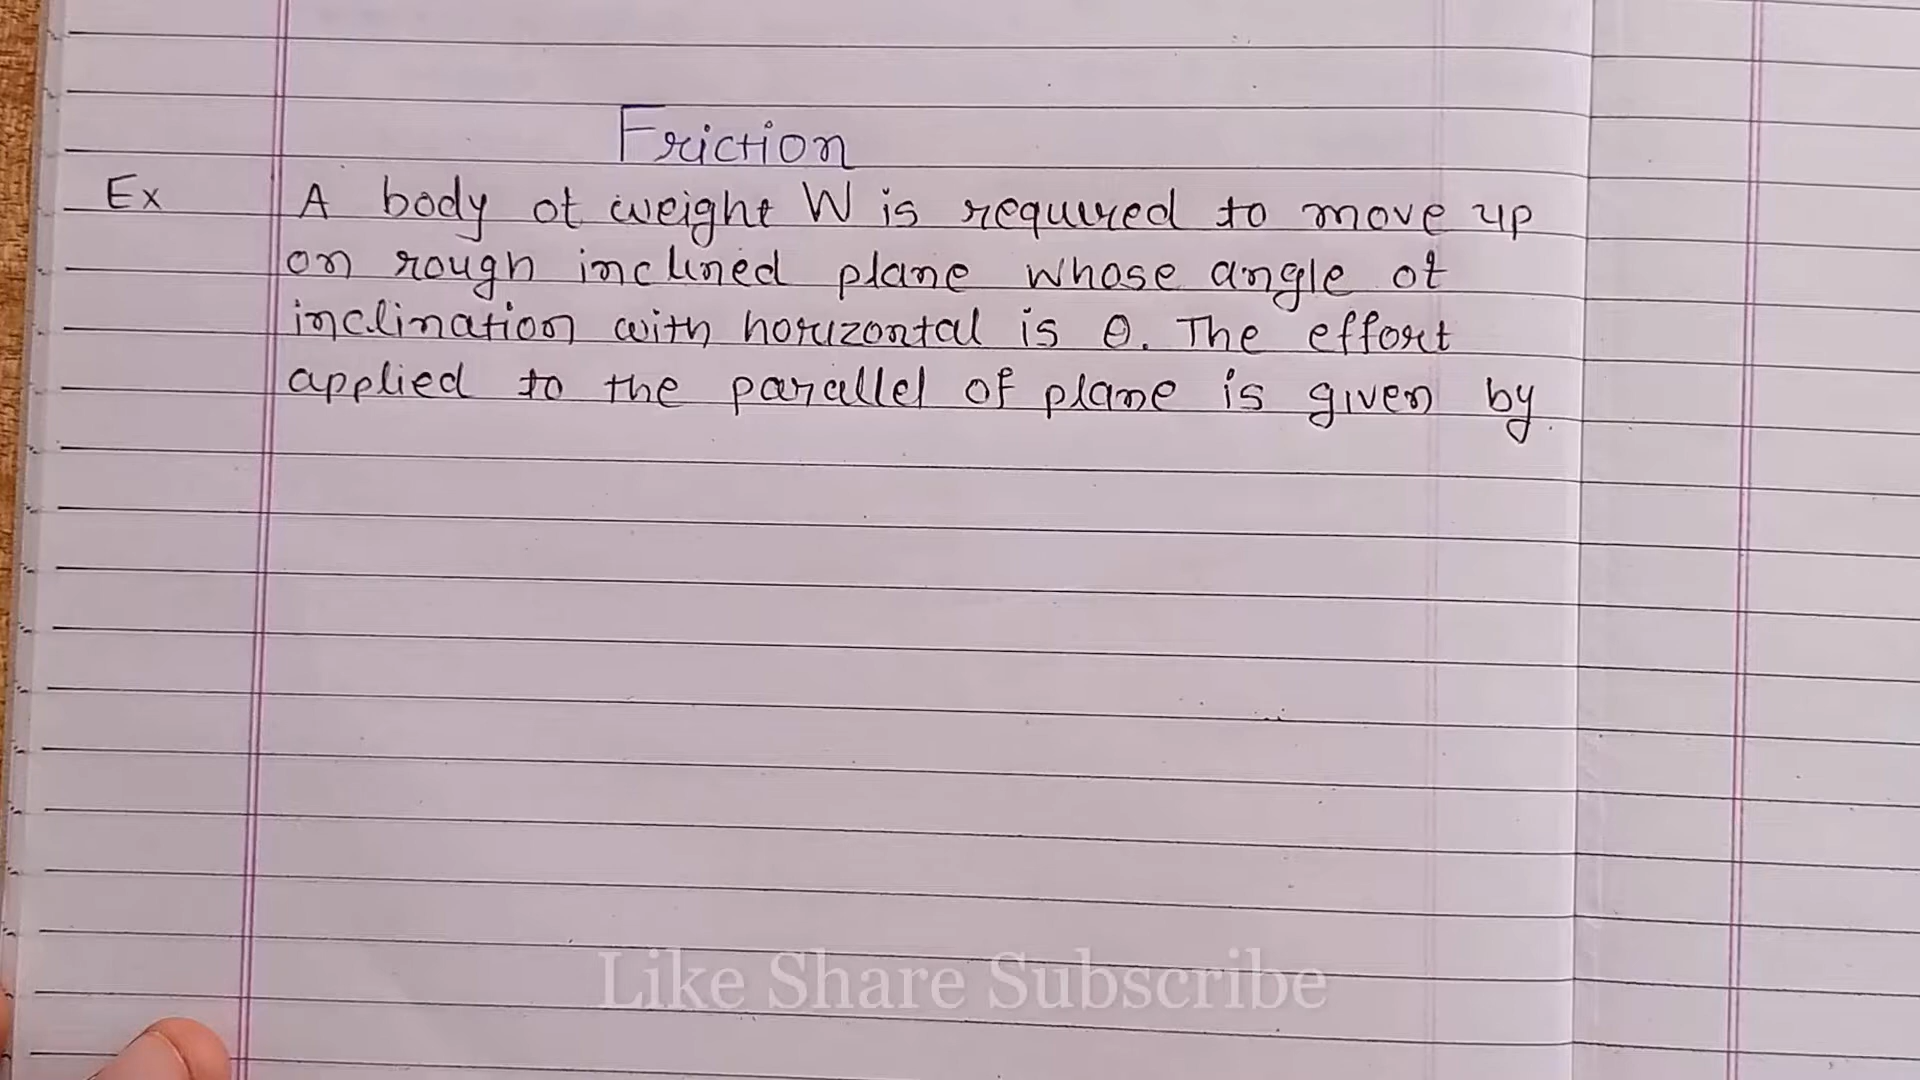 Friction
Ex A body of weight W is required to move up
on rough inclined plane whose angle of
inclination with horizontal is θ. The effort
applied to the parallel of plane is given by
Like Share Subscribe